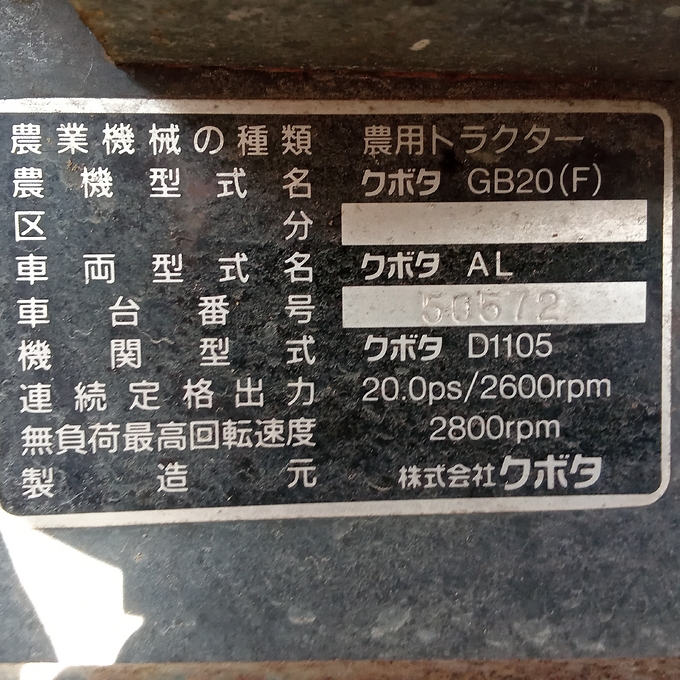 農業機械の種類 農用トラクター
農機型式名 クボタ GB20(F)
区分
車両型式名 クボタ AL
車台番号 50572
機関型式 クボタ D1105
連続定格出力 20.0ps/2600rpm
無負荷最高回転速度 2800rpm
製造元 株式会社クボタ